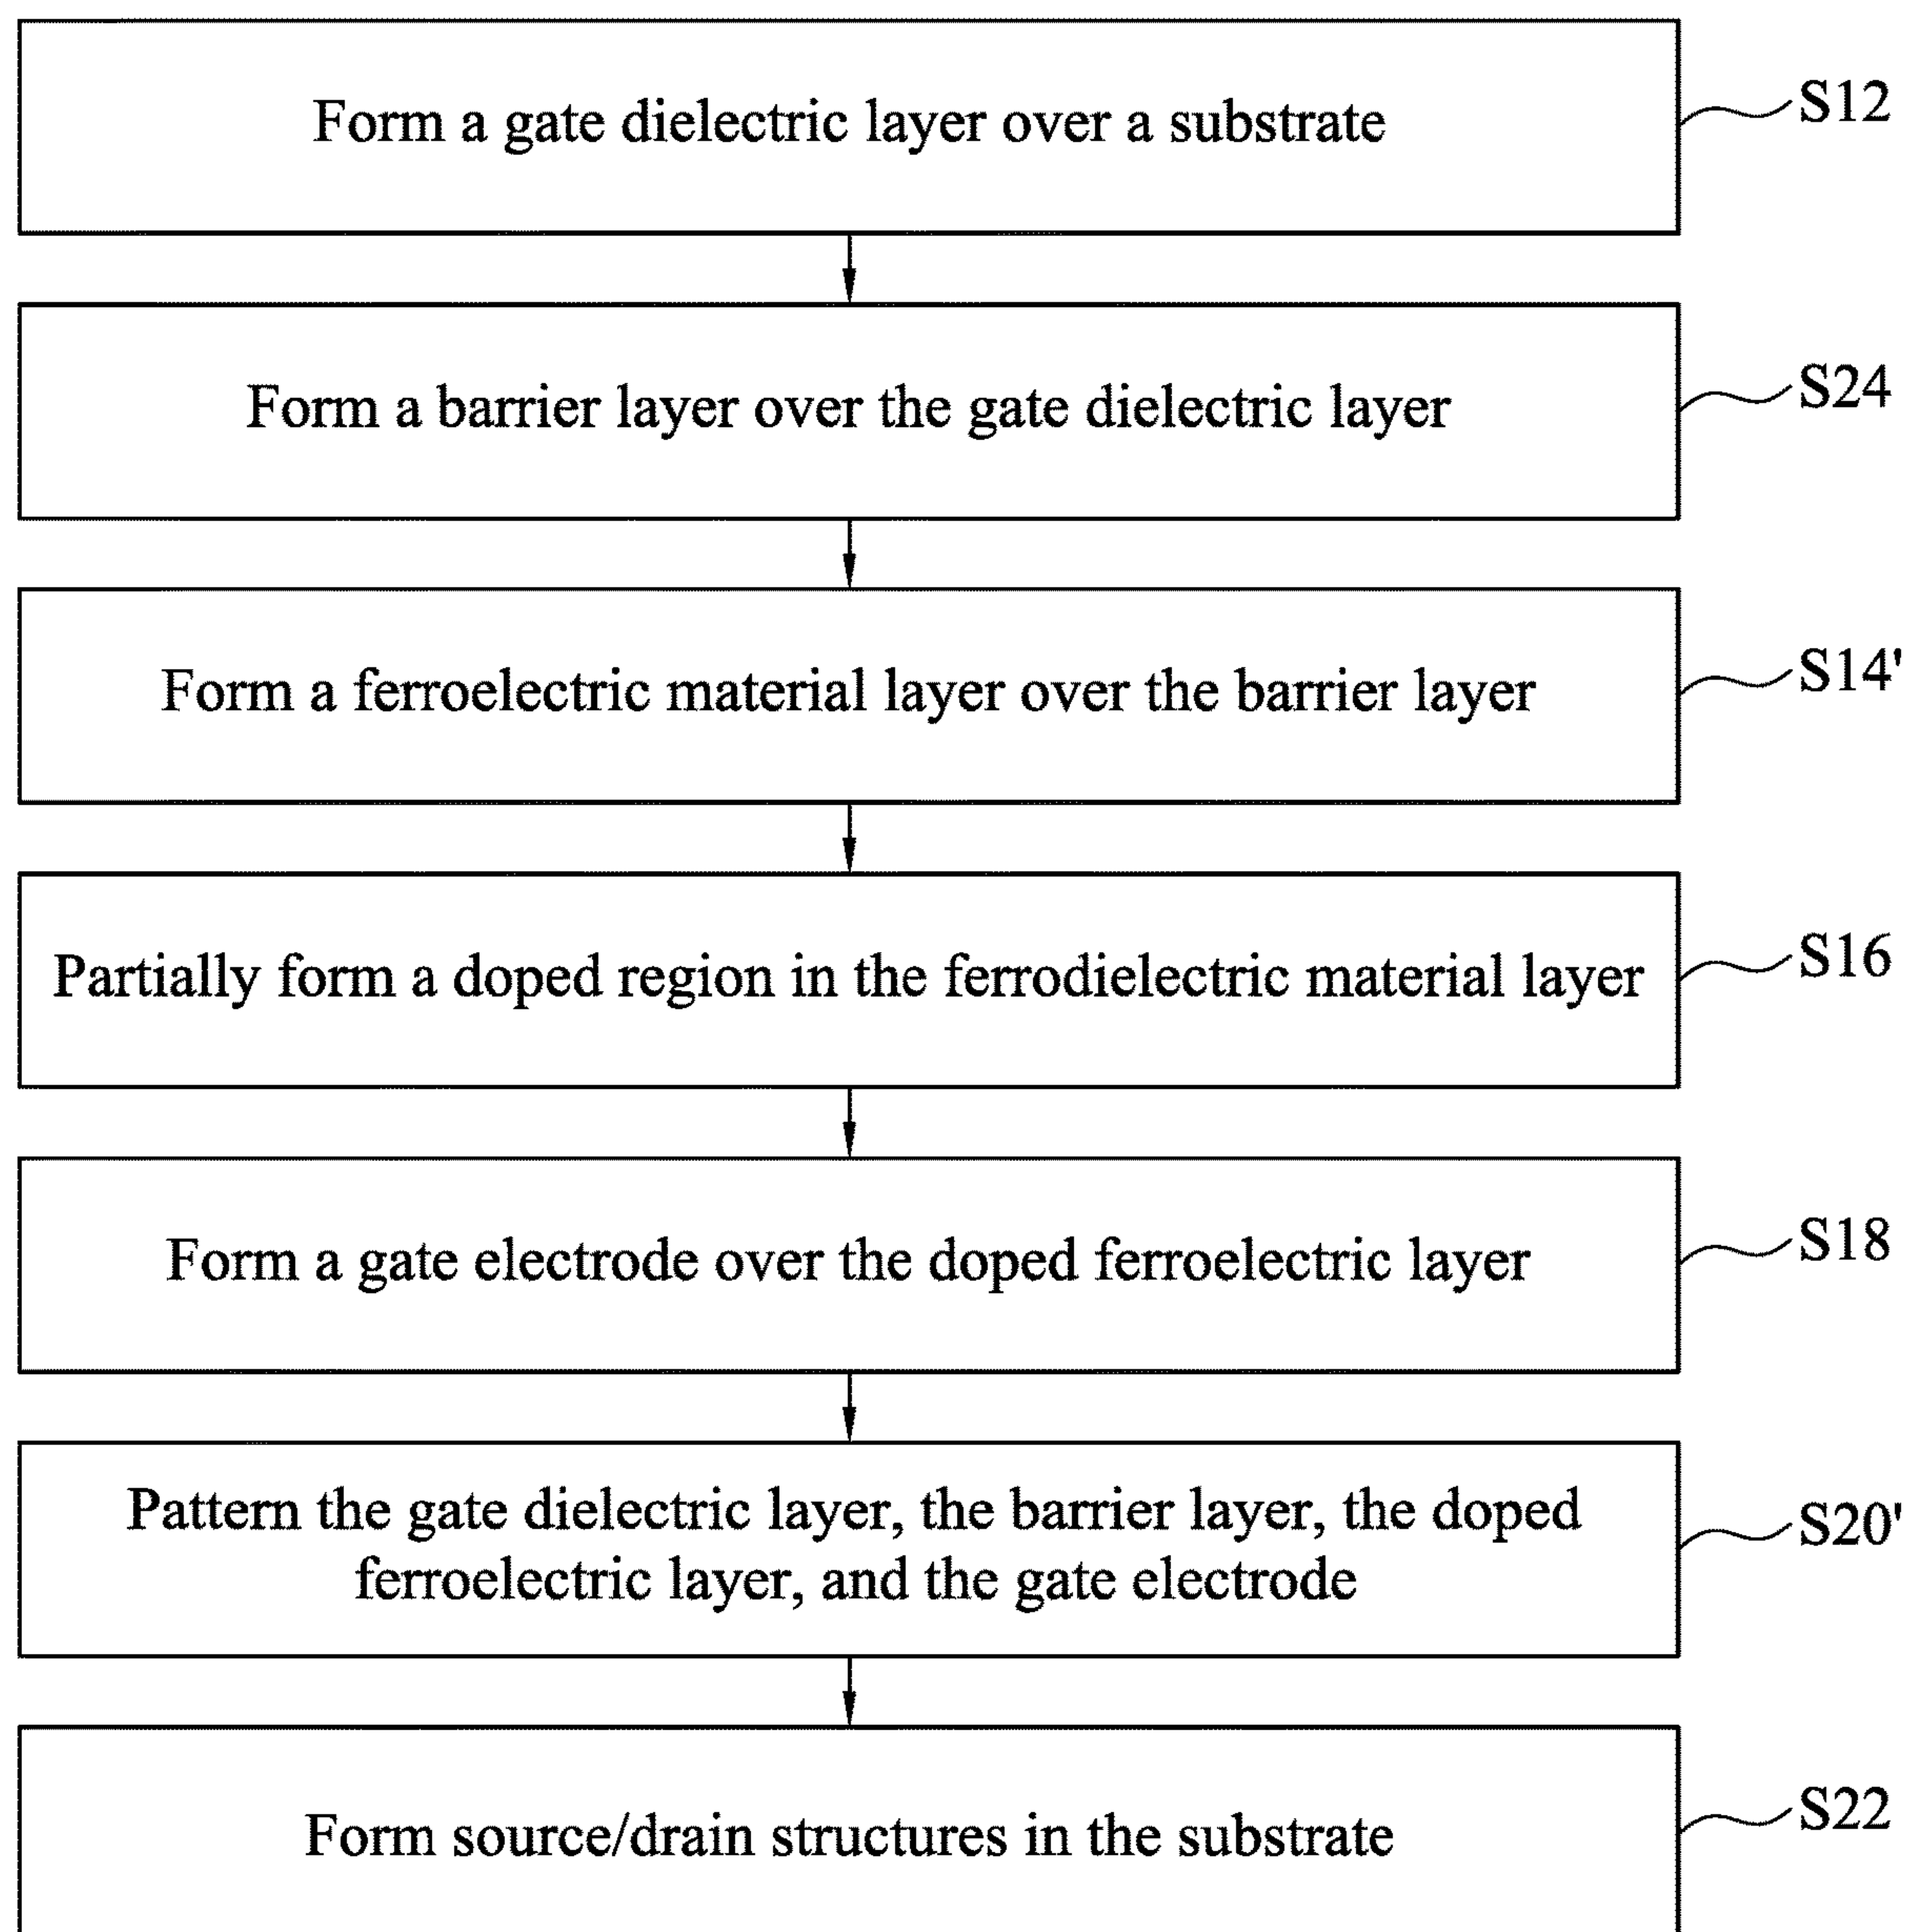 Form a gate dielectric layer over a substrate
S12
Form a barrier layer over the gate dielectric layer
S24
Form a ferroelectric material layer over the barrier layer
S14'
Partially form a doped region in the ferrodielectric material layer
S16
Form a gate electrode over the doped ferroelectric layer
S18
Pattern the gate dielectric layer, the barrier layer, the doped
ferroelectric layer, and the gate electrode
S20'
Form source/drain structures in the substrate
S22